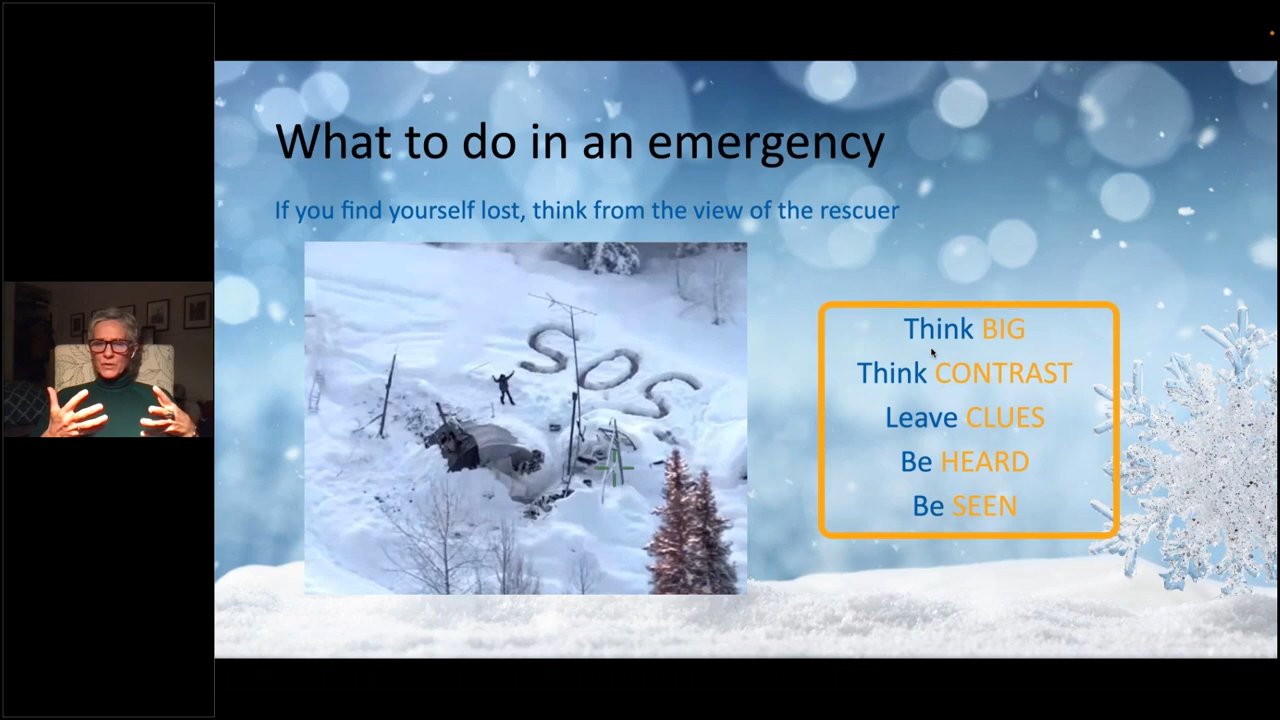 What to do in an emergency
If you find yourself lost, think from the view of the rescuer
SOS
Think BIG
Think CONTRAST
Leave CLUES
Be HEARD
Be SEEN